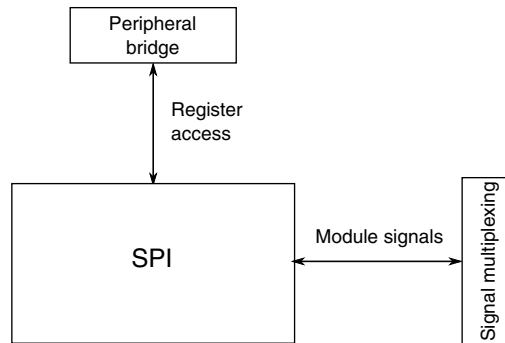 Peripheral
bridge
Register
access
SPI
Module signals
Signal multiplexing